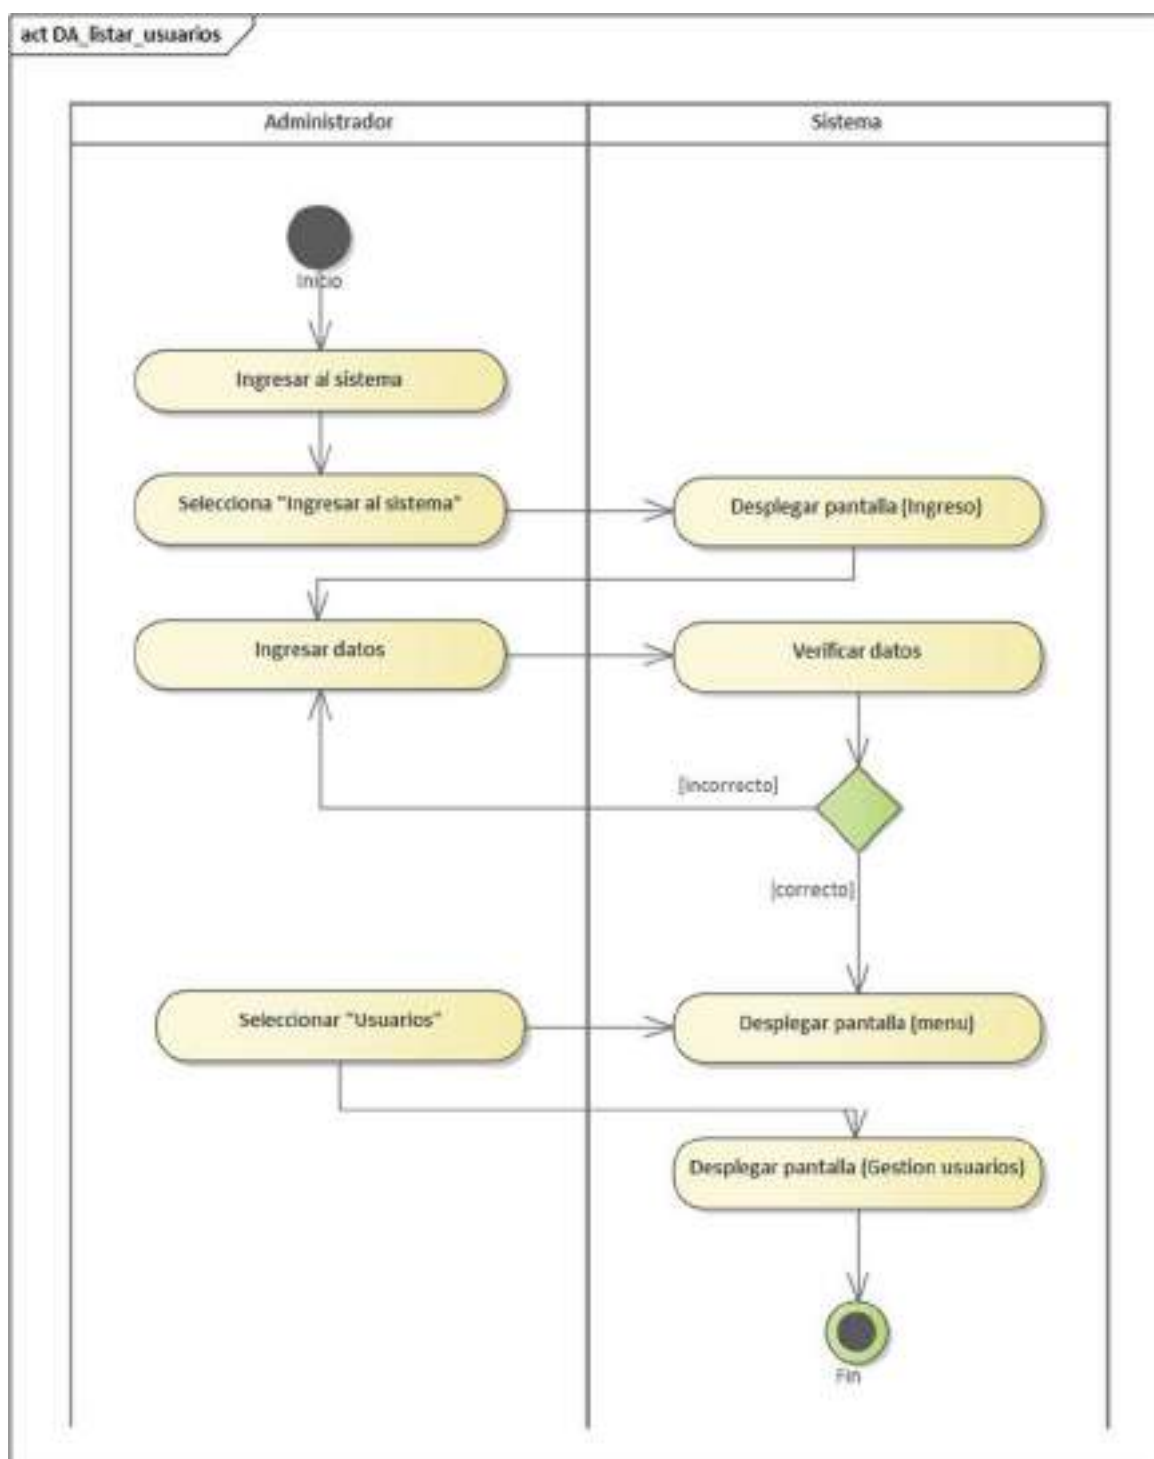 act DA_listar_usuarios
Administrador
Sistema
Inicio
Ingresar al sistema
Selecciona "Ingresar al sistema"
Desplegar pantalla (Ingreso)
Ingresar datos
Verificar datos
[incorrecto]
[correcto]
Seleccionar "Usuarios"
Desplegar pantalla (menu)
Desplegar pantalla (Gestion usuarios)
Fin